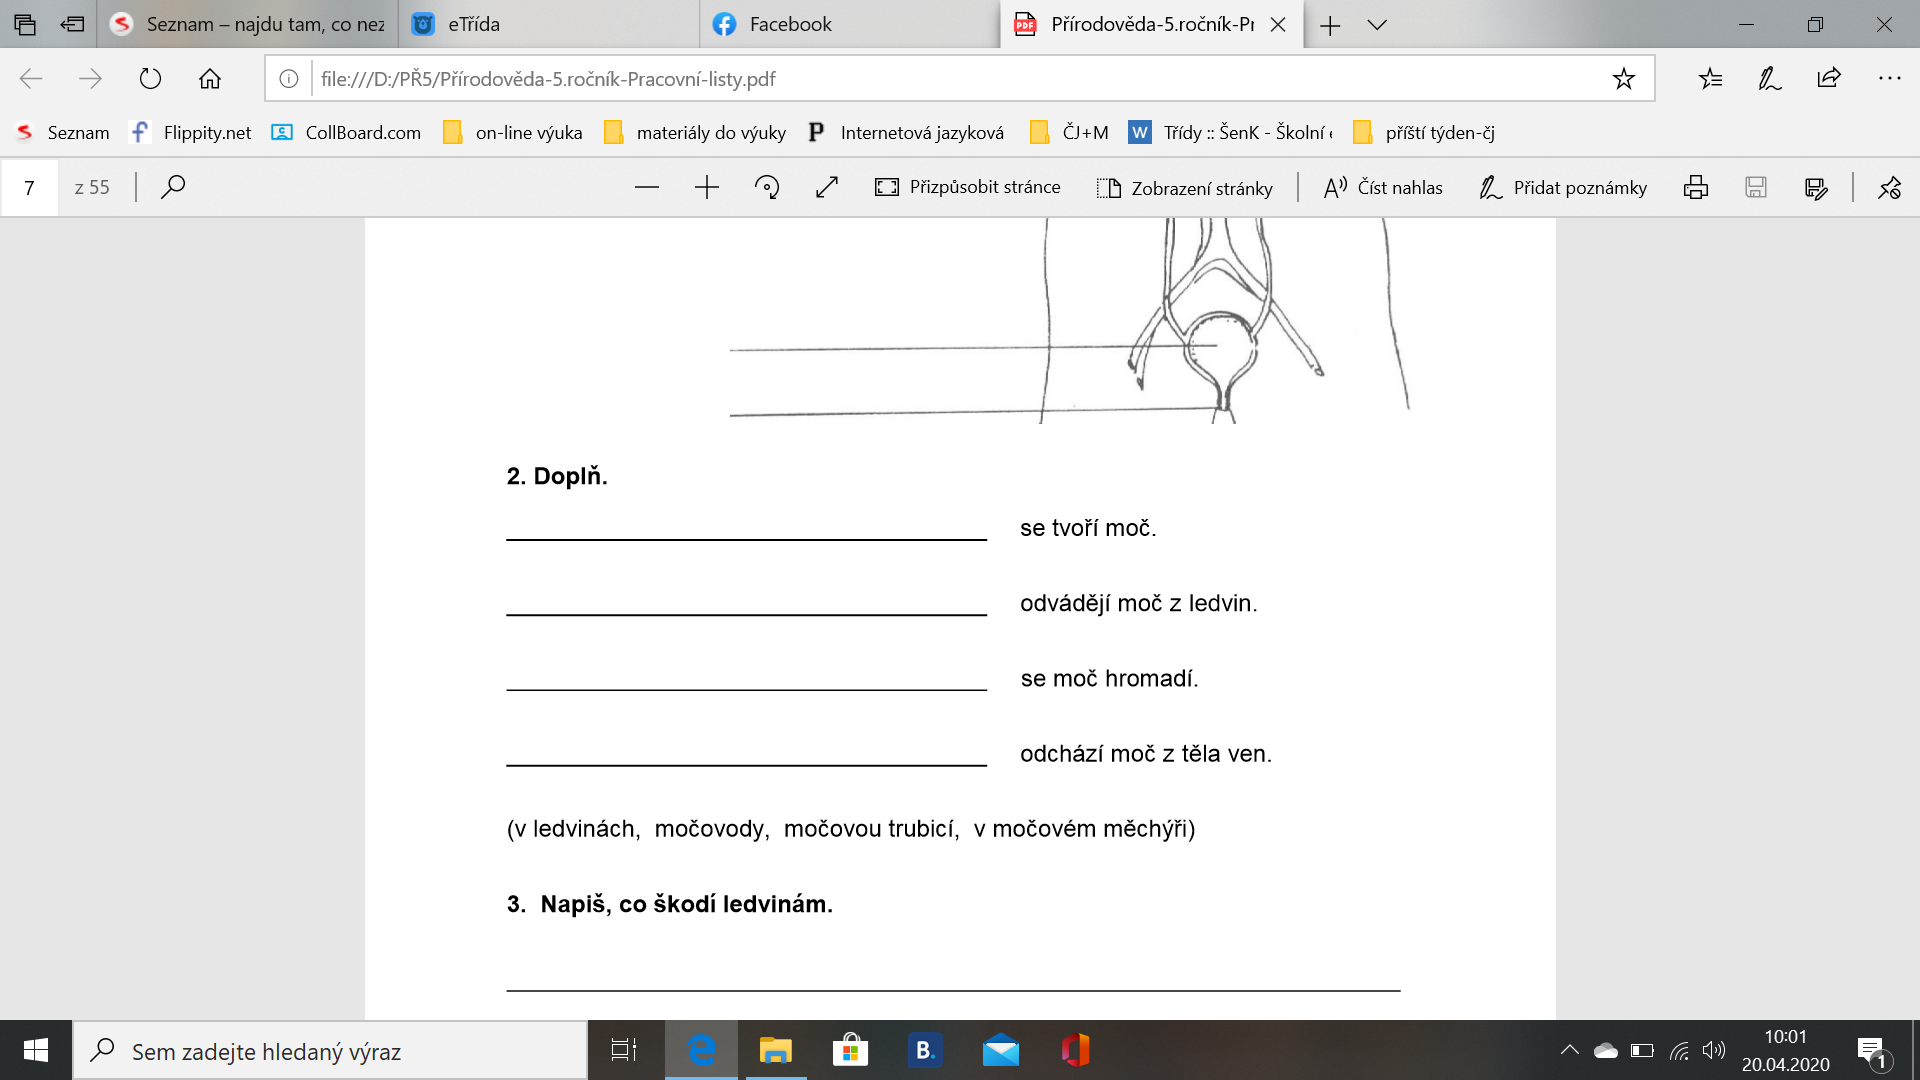 Seznam – najdu tam, co nez
eTřída
Facebook
Přírodověda-5.ročník-Pr
file:///D:/PŘ5/Přírodověda-5.ročník-Pracovní-listy.pdf
Seznam
Flippity.net
CollBoard.com
on-line výuka
materiály do výuky
P Internetová jazyková
ČJ+M
W Třídy :: ŠenK - Školní e
příští týden-čj
7 z 55
Přizpůsobit stránce
Zobrazení stránky
Číst nahlas
Přidat poznámky
2. Doplň.
se tvoří moč.
odvádějí moč z ledvin.
se moč hromadí.
odchází moč z těla ven.
(v ledvinách, močovody, močovou trubicí, v močovém měchýři)
3. Napiš, co škodí ledvinám.
Sem zadejte hledaný výraz
B.
10:01
20.04.2020
1